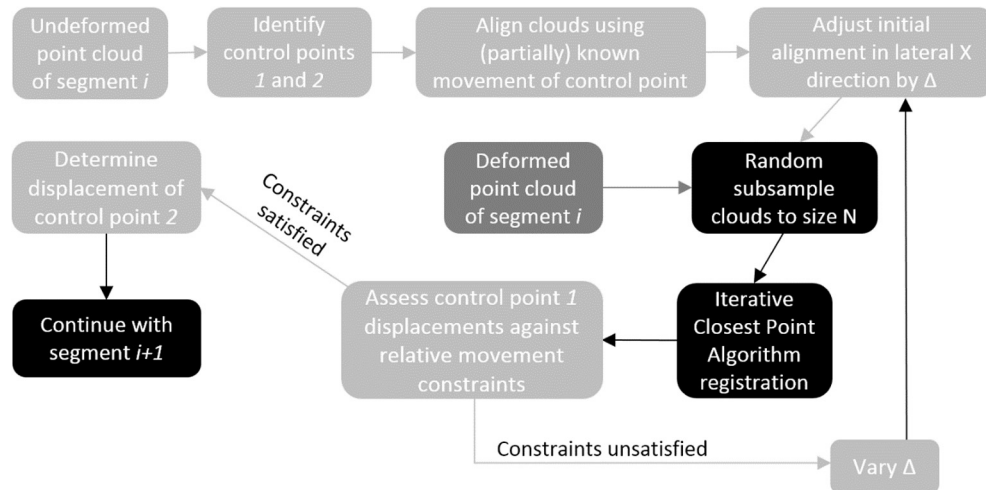 Undeformed
point cloud
of segment i
Identify
control points
1 and 2
Align clouds using
(partially) known
movement of control
point
Adjust initial
alignment in lateral X
direction by Δ
Determine
displacement of
control point 2
Constraints
satisfied
Deformed
point cloud
of segment i
Random
subsample
clouds to size N
Continue with
segment i+1
Assess control point 1
displacements against
relative movement
constraints
Iterative
Closest Point
Algorithm
registration
Constraints unsatisfied
Vary Δ